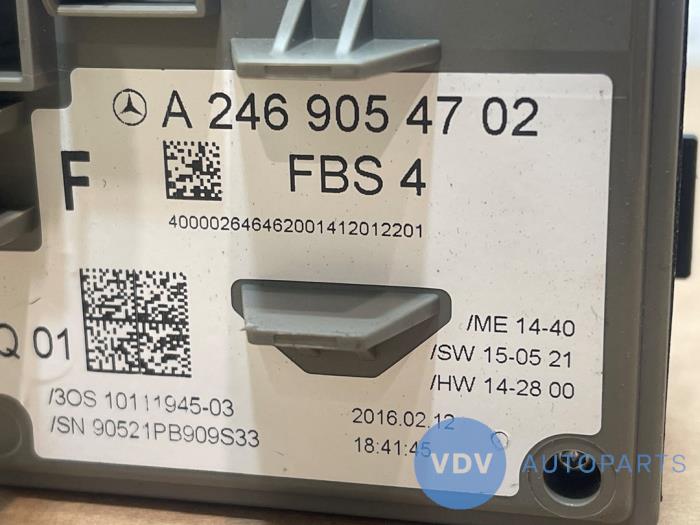 A 246 905 47 02
F
FBS 4
400002646462001412012201
Q 01
/ME 14-40
/SW 15-05 21
/HW 14-28 00
/3OS 10111945-03
/SN 90521PB909S33
2016.02.12
18:41:45
VDV AUTOPARTS